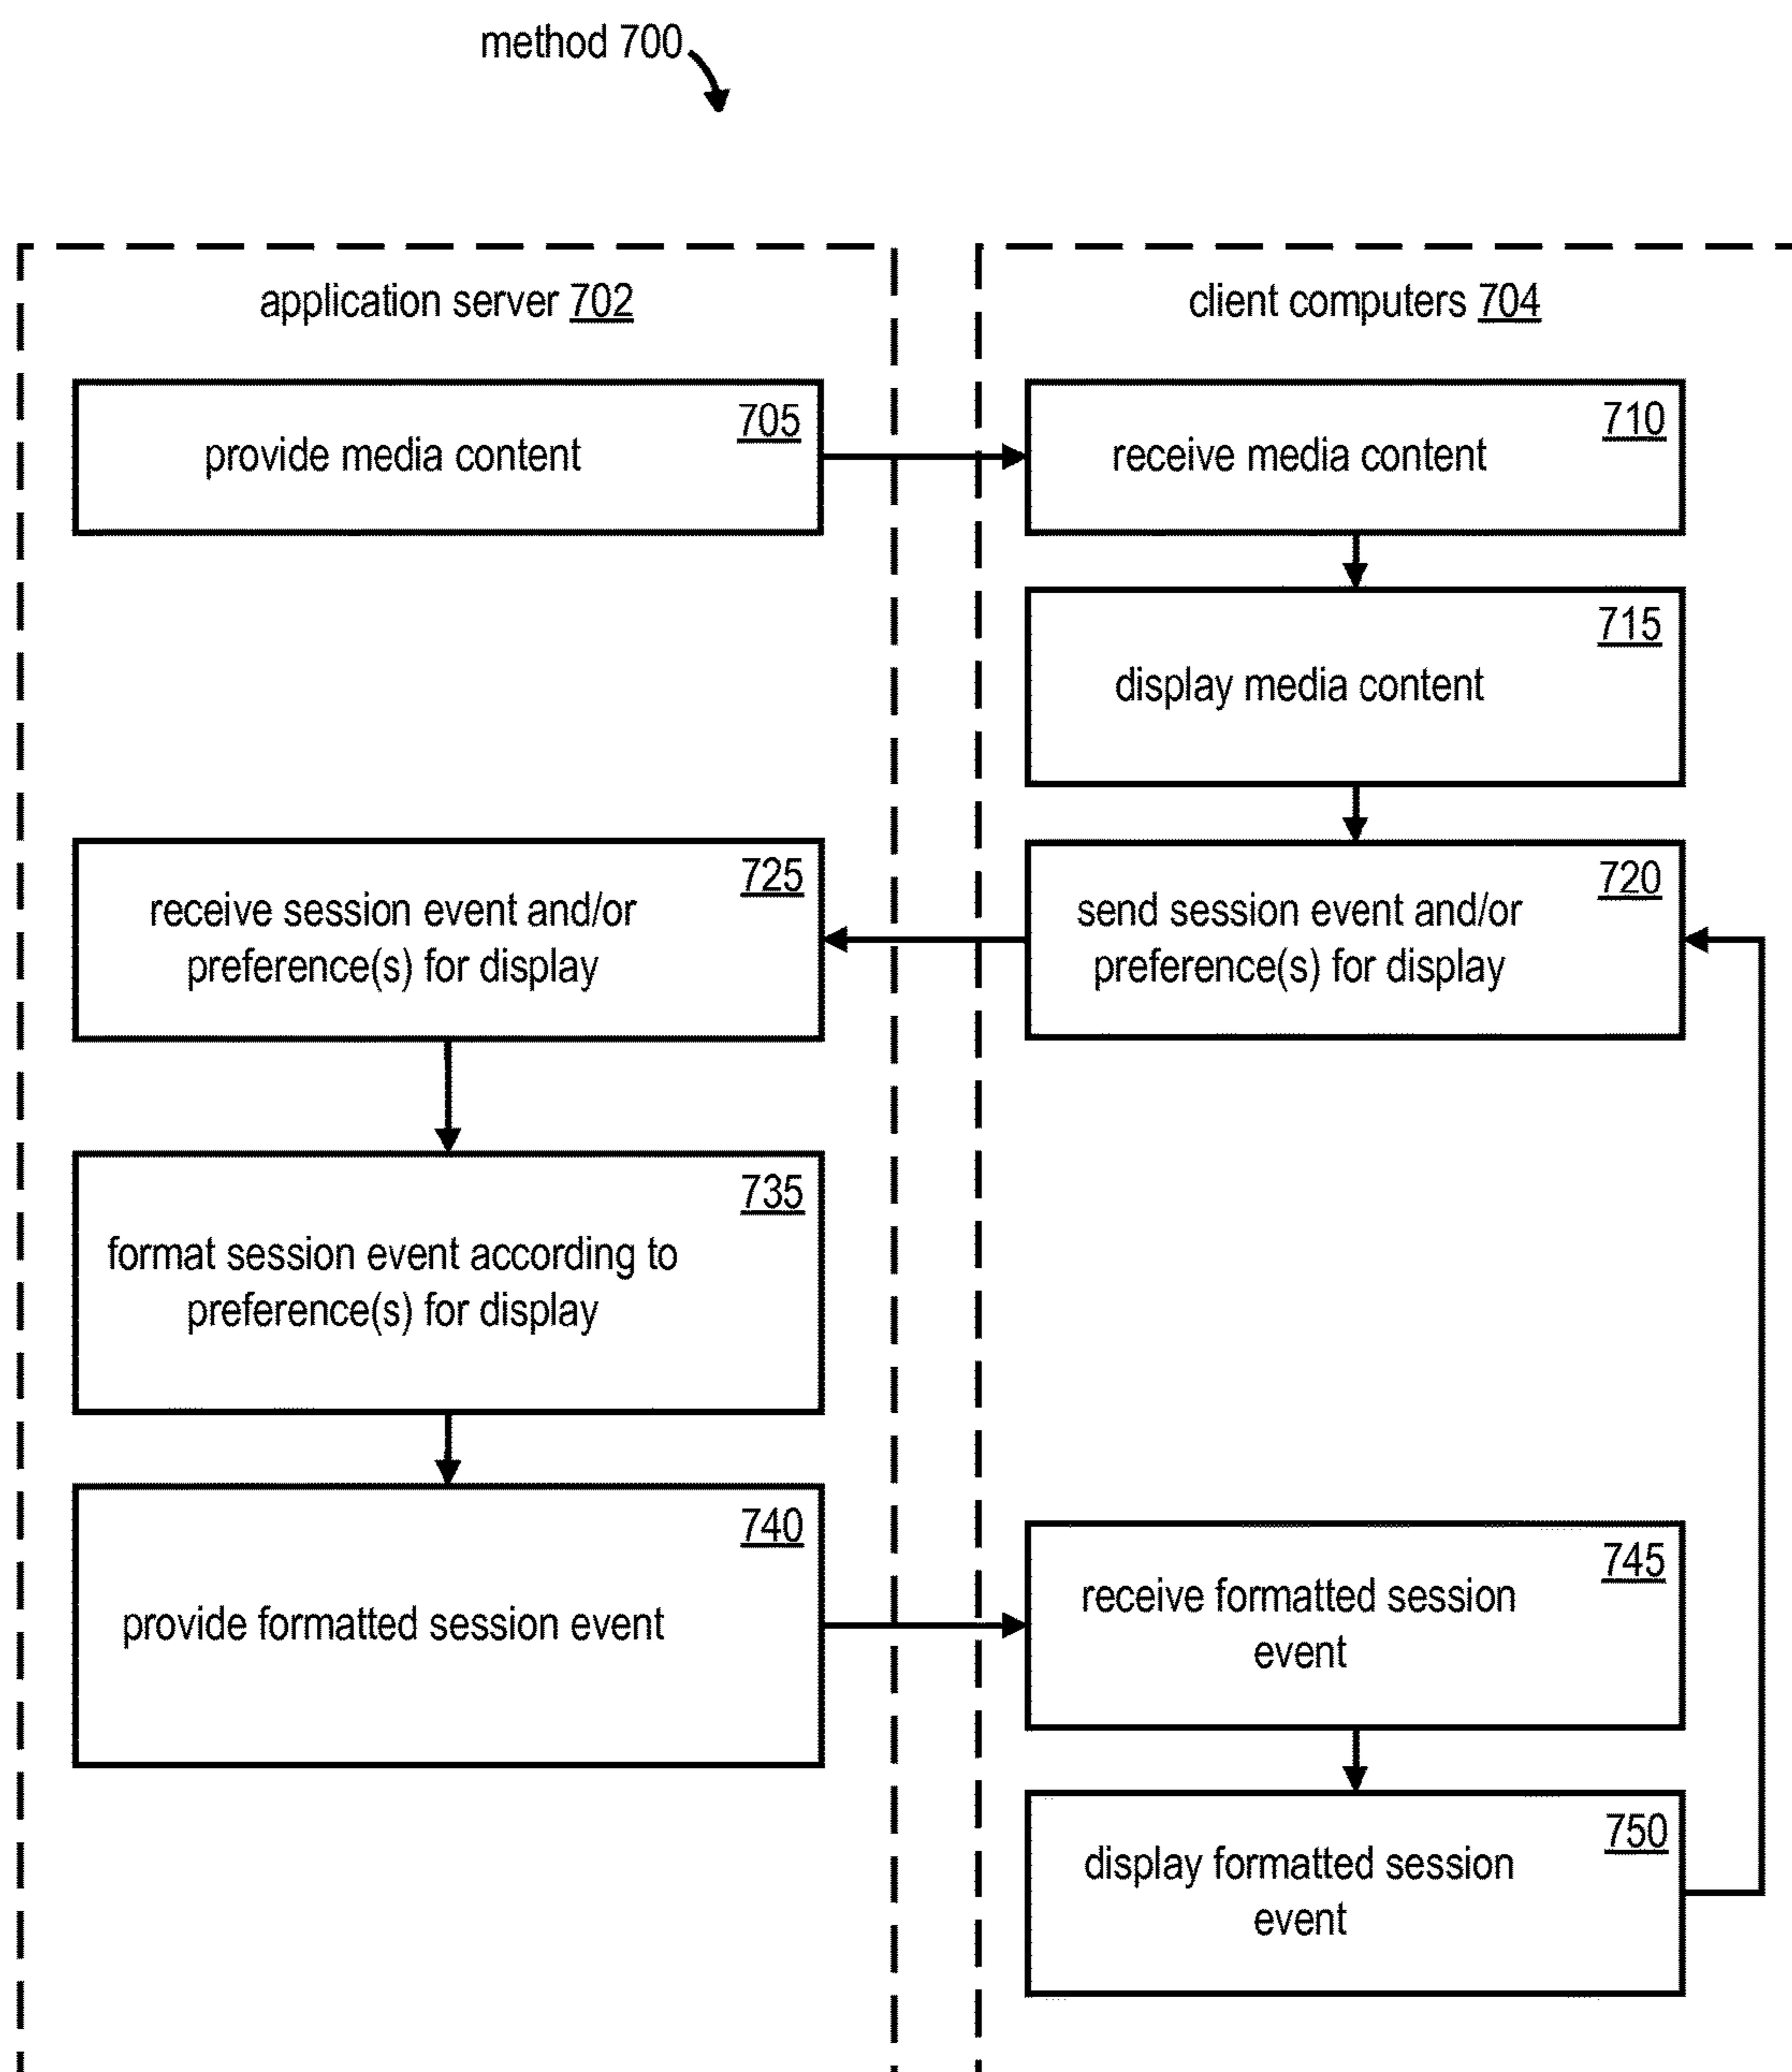 method 700
application server 702
client computers 704
705
provide media content
710
receive media content
715
display media content
725
receive session event and/or
preference(s) for display
720
send session event and/or
preference(s) for display
735
format session event according to
preference(s) for display
740
provide formatted session event
745
receive formatted session
event
750
display formatted session
event